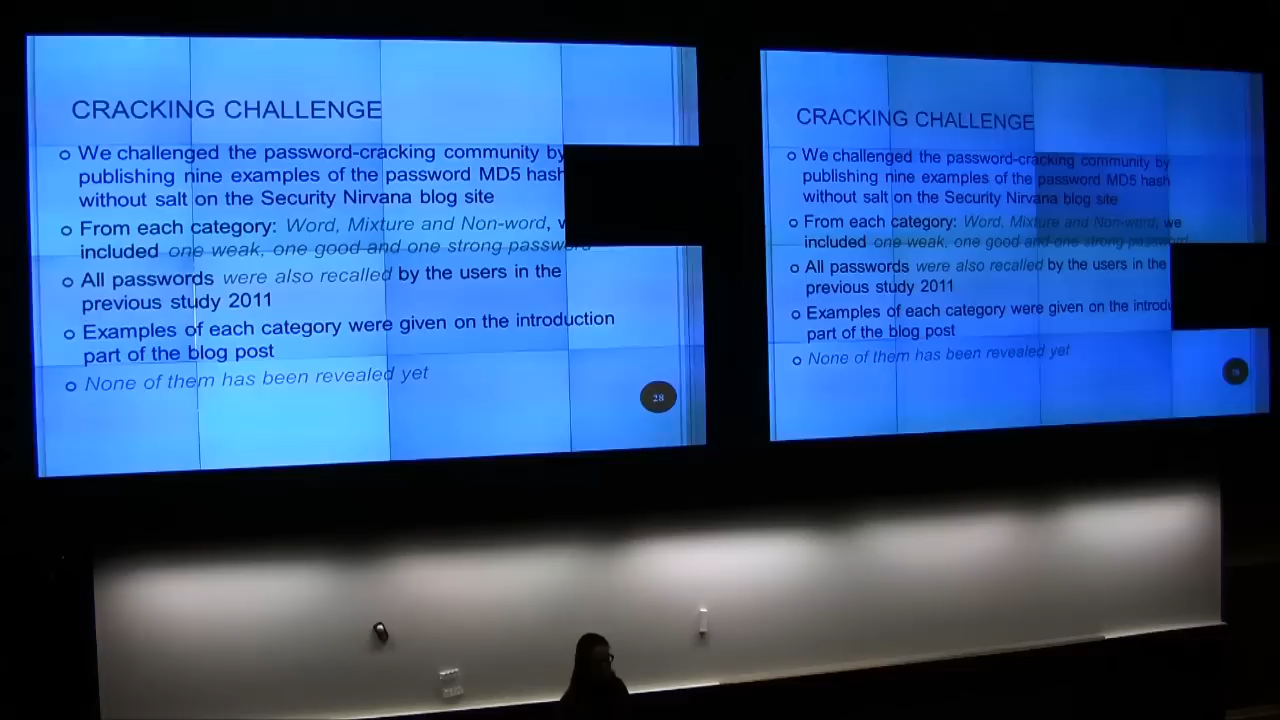 CRACKING CHALLENGE
We challenged the password-cracking community by
publishing nine examples of the password MD5 hash
without salt on the Security Nirvana blog site
From each category: Word, Mixture and Non-word, w
included one weak, one good and one strong password
All passwords were also recalled by the users in the
previous study 2011
Examples of each category were given on the introduction
part of the blog post
None of them has been revealed yet
28
CRACKING CHALLENGE
We challenged the password-cracking community by
publishing nine examples of the password MD5 hash
without salt on the Security Nirvana blog site
From each category: Word, Mixture and Non-word, we
included one weak, one good and one strong password
All passwords were also recalled by the users in the
previous study 2011
Examples of each category were given on the introdu
part of the blog post
None of them has been revealed yet
28